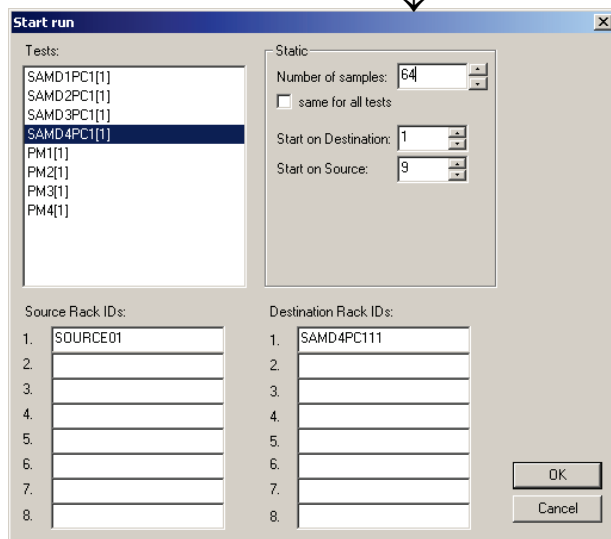 Start run
Tests:
SAMD1PC1[1]
SAMD2PC1[1]
SAMD3PC1[1]
SAMD4PC1[1]
PM1[1]
PM2[1]
PM3[1]
PM4[1]
Static
Number of samples: 64
same for all tests
Start on Destination: 1
Start on Source: 9
Source Rack IDs:
1. SOURCE01
2.
3.
4.
5.
6.
7.
8.
Destination Rack IDs:
1. SAMD4PC111
2.
3.
4.
5.
6.
7.
8.
OK
Cancel